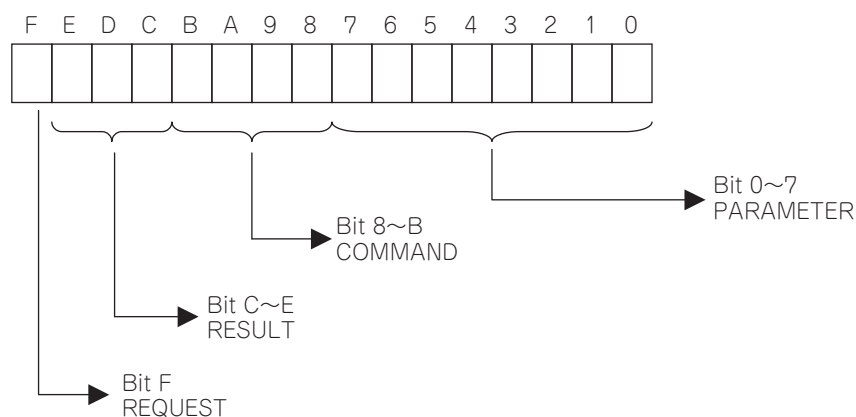 F E D C B A 9 8 7 6 5 4 3 2 1 0
Bit 0～7
PARAMETER
Bit 8～B
COMMAND
Bit C～E
RESULT
Bit F
REQUEST